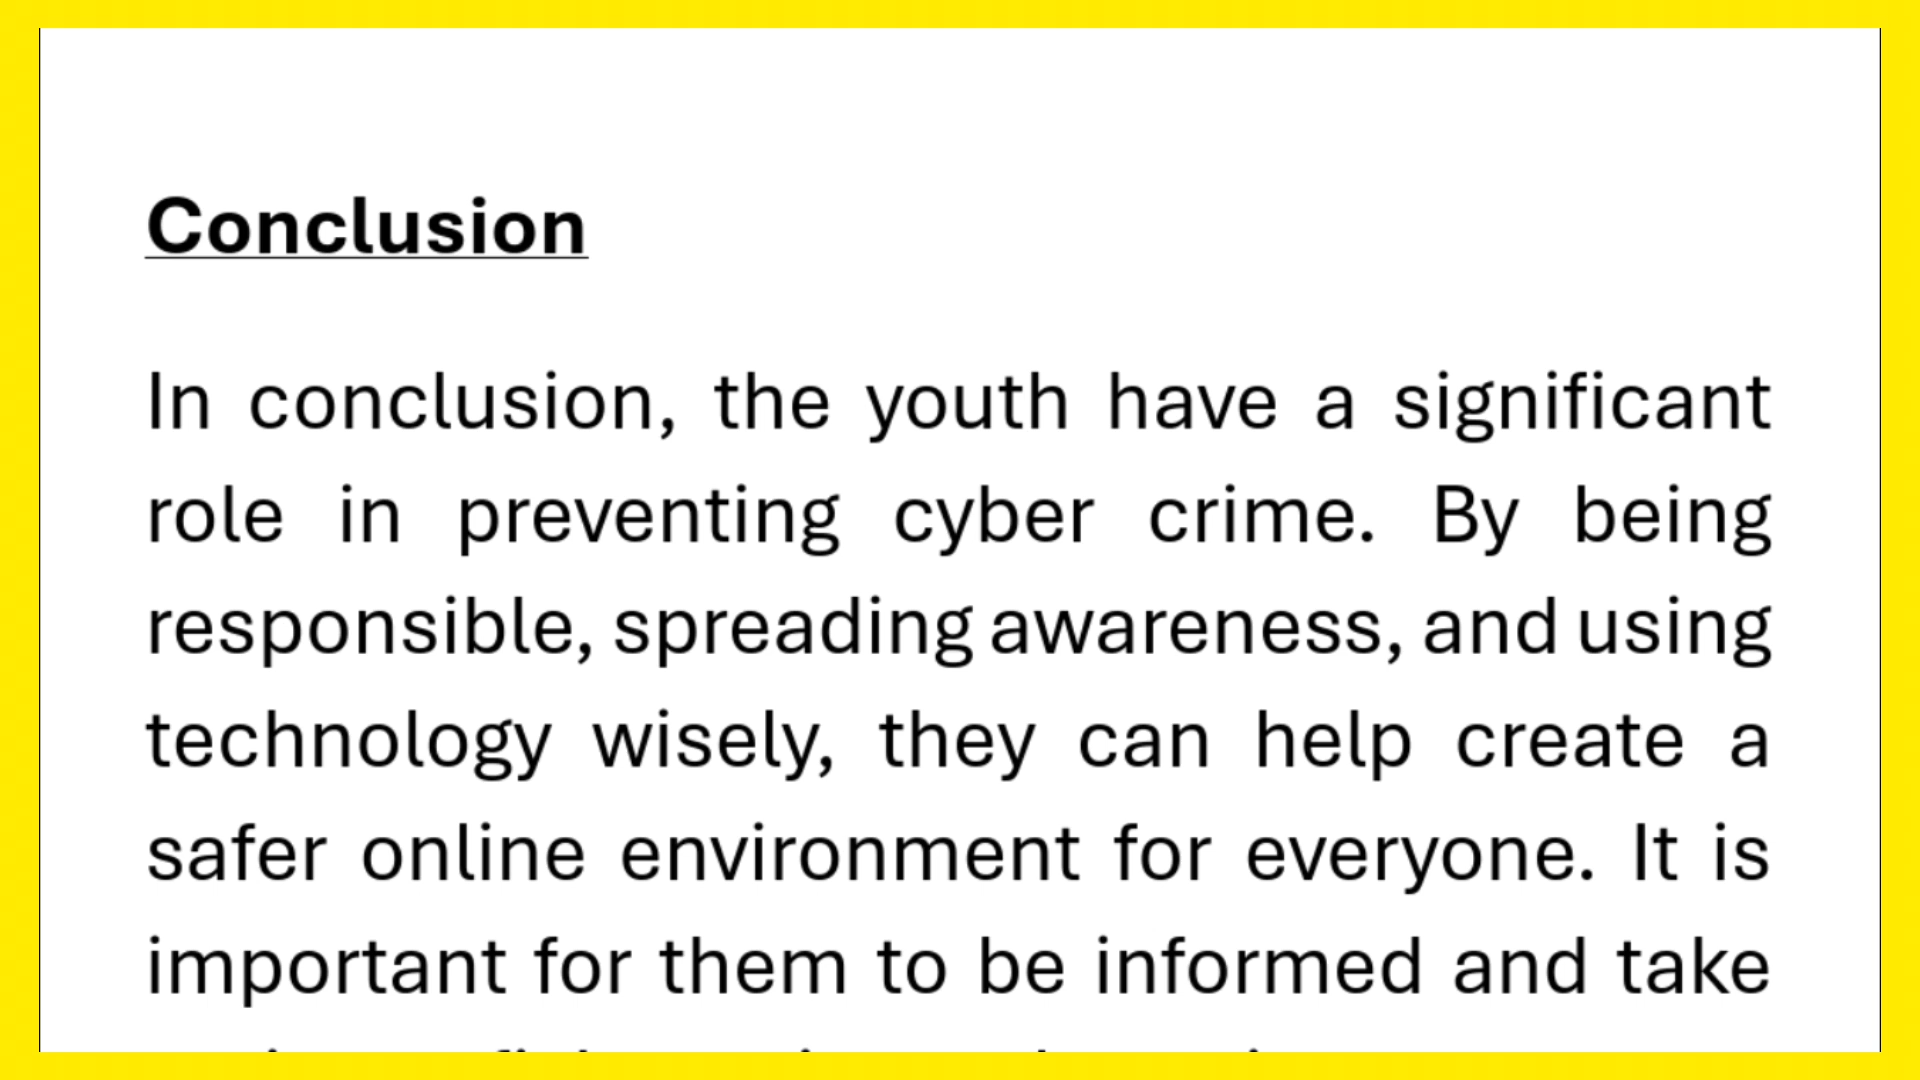 Conclusion
In conclusion, the youth have a significant
role in preventing cyber crime. By being
responsible, spreading awareness, and using
technology wisely, they can help create a
safer online environment for everyone. It is
important for them to be informed and take